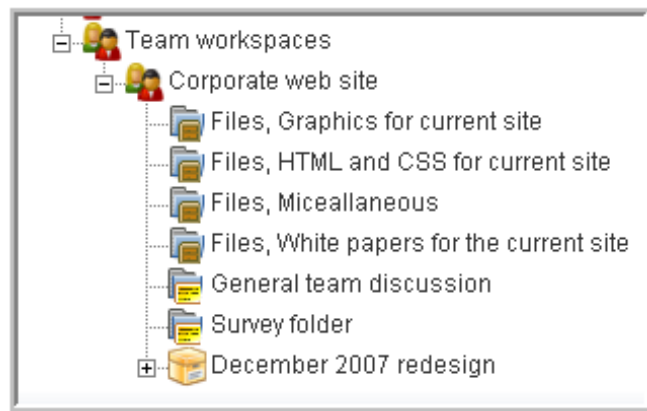 Team workspaces
Corporate web site
Files, Graphics for current site
Files, HTML and CSS for current site
Files, Miceallaneous
Files, White papers for the current site
General team discussion
Survey folder
December 2007 redesign